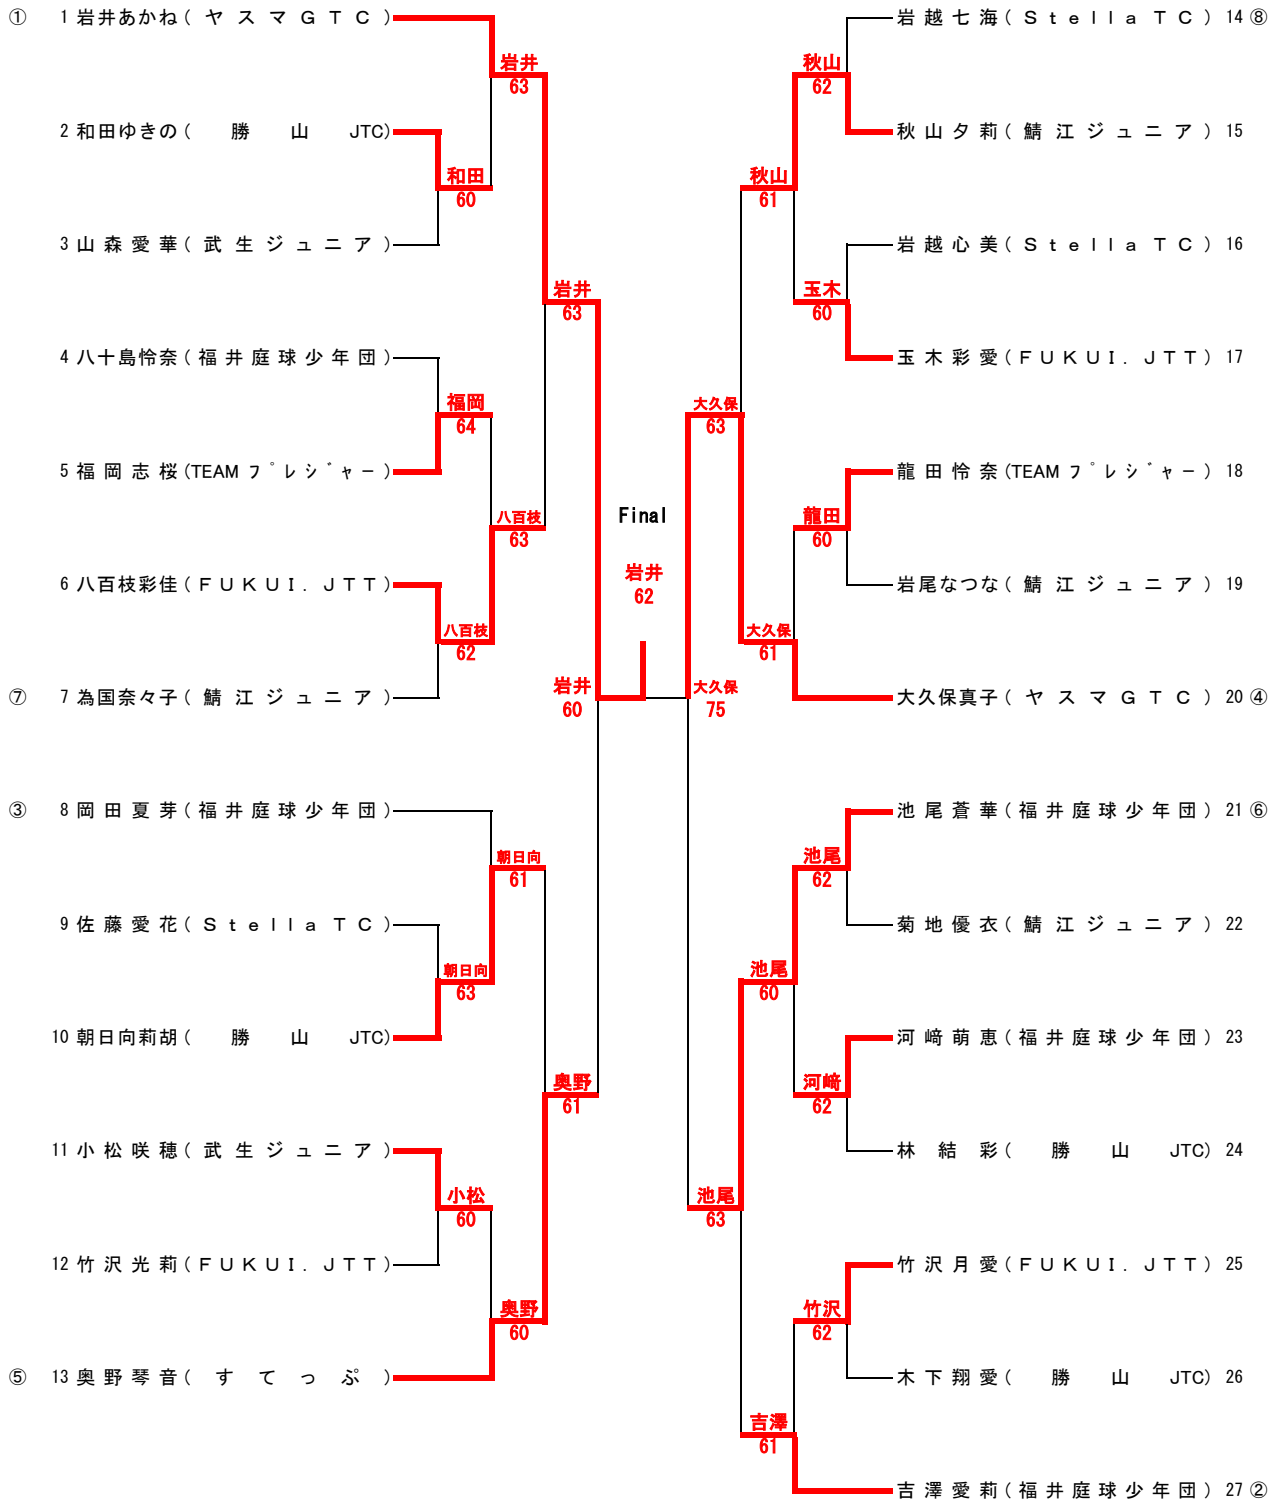 ① 1 岩井あかね(ヤスマGTC)
岩井
63
2 和田ゆきの(勝山JTC)
和田
60
3 山森愛華(武生ジュニア)
岩井
63
4 八十島怜奈(福井庭球少年団)
福岡
64
5 福岡志桜(TEAMプレジャー)
八百枝
63
6 八百枝彩佳(FUKUI.JTT)
八百枝
62
⑦ 7 為国奈々子(鯖江ジュニア)
岩井
60
③ 8 岡田夏芽(福井庭球少年団)
朝日向
61
9 佐藤愛花(StellaTC)
朝日向
63
10 朝日向莉胡(勝山JTC)
奥野
61
11 小松咲穂(武生ジュニア)
小松
60
12 竹沢光莉(FUKUI.JTT)
奥野
60
⑤ 13 奥野琴音(すてっぷ)
Final
岩井
62
岩越七海(StellaTC) 14 ⑧
秋山
62
秋山夕莉(鯖江ジュニア) 15
秋山
61
岩越心美(StellaTC) 16
玉木
60
玉木彩愛(FUKUI.JTT) 17
大久保
63
龍田怜奈(TEAMプレジャー) 18
龍田
60
岩尾なつな(鯖江ジュニア) 19
大久保
61
大久保真子(ヤスマGTC) 20 ④
大久保
75
池尾蒼華(福井庭球少年団) 21 ⑥
池尾
62
菊地優衣(鯖江ジュニア) 22
池尾
60
河﨑萌恵(福井庭球少年団) 23
河﨑
62
林結彩(勝山JTC) 24
池尾
63
竹沢月愛(FUKUI.JTT) 25
竹沢
62
木下翔愛(勝山JTC) 26
吉澤
61
吉澤愛莉(福井庭球少年団) 27 ②